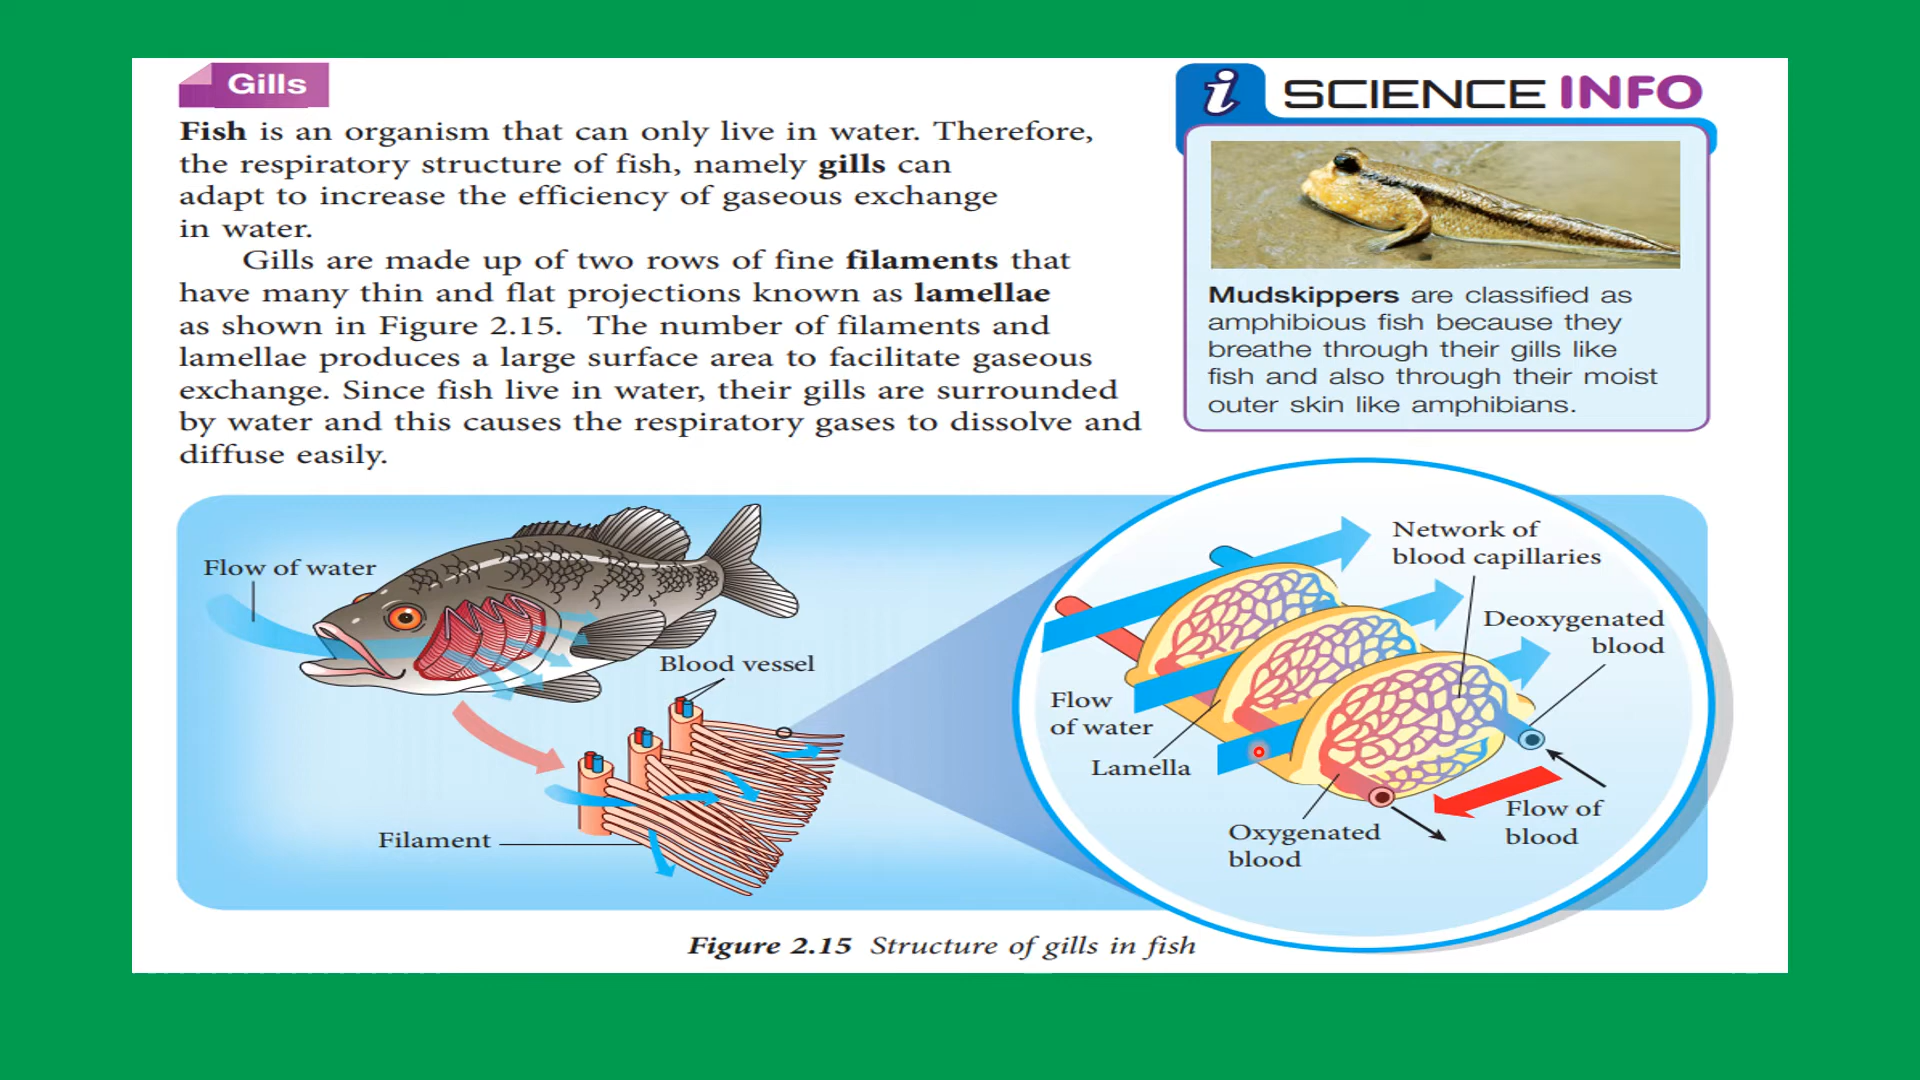 Gills
Fish is an organism that can only live in water. Therefore,
the respiratory structure of fish, namely gills can
adapt to increase the efficiency of gaseous exchange
in water.
Gills are made up of two rows of fine filaments that
have many thin and flat projections known as lamellae
as shown in Figure 2.15. The number of filaments and
lamellae produces a large surface area to facilitate gaseous
exchange. Since fish live in water, their gills are surrounded
by water and this causes the respiratory gases to dissolve and
diffuse easily.
i SCIENCE INFO
Mudskippers are classified as
amphibious fish because they
breathe through their gills like
fish and also through their moist
outer skin like amphibians.
Flow of water
Blood vessel
Filament
Network of
blood capillaries
Deoxygenated
blood
Flow
of water
Lamella
Oxygenated
blood
Flow of
blood
Figure 2.15 Structure of gills in fish